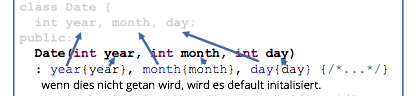 class Date {
int year, month, day;
public:
Date(int year, int month, int day)
: year{year}, month{month}, day{day} {/*...*/}
wenn dies nicht getan wird, wird es default initalisiert.